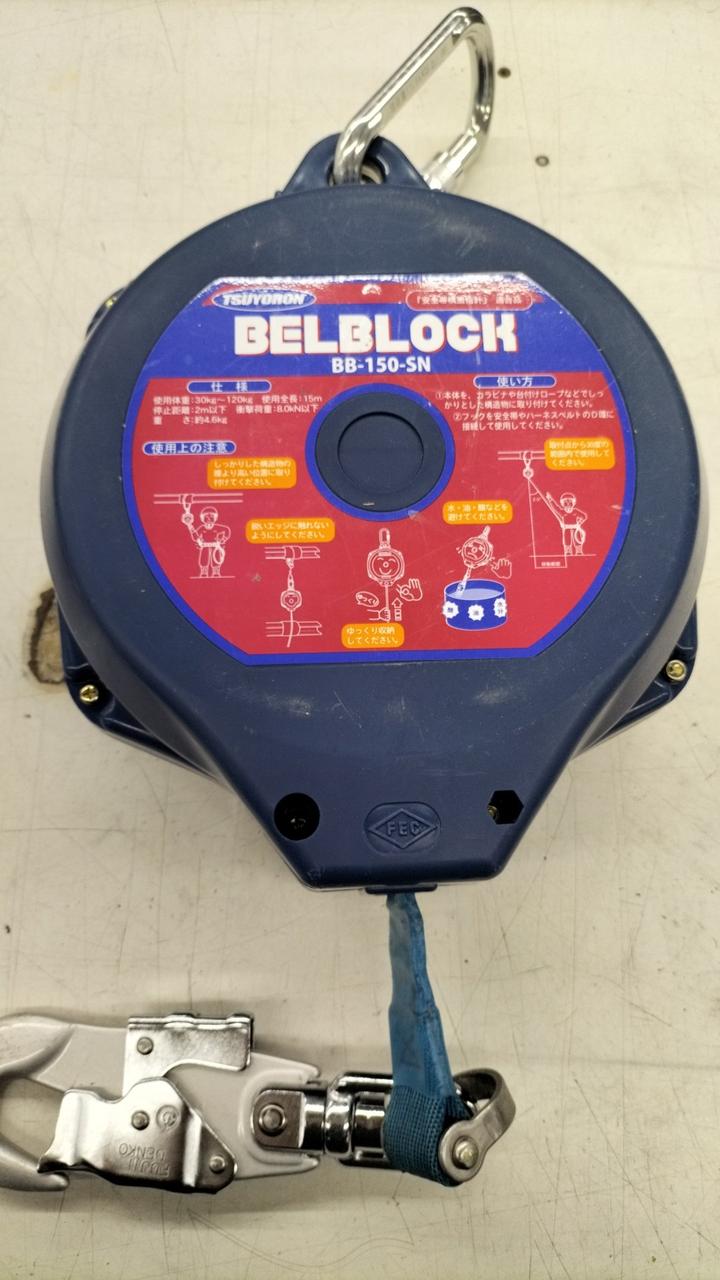 TSUYORON
「安全帯構造指針」適合品
BELBLOCK
BB-150-SN
仕 様
使用体重:30kg～120kg 使用全長:15m
停止距離:2m以下 衝撃荷重:8.0kN以下
重 さ:約4.6kg
使い方
①本体を、カラビナや台付けロープなどでしっ
かりとした構造物に取り付けてください。
②フックを安全帯やハーネスベルトのD環に
接続して使用してください。
使用上の注意
しっかりした構造物の
腰より高い位置に取り
付けてください。
鋭いエッジに触れない
ようにしてください。
ゆっくり
ゆっくり収納
してください。
水・油・酸などを
避けてください。
酸
油
水
取付点から30度の
範囲内で使用して
ください。
FEC
FUJII
DENKO